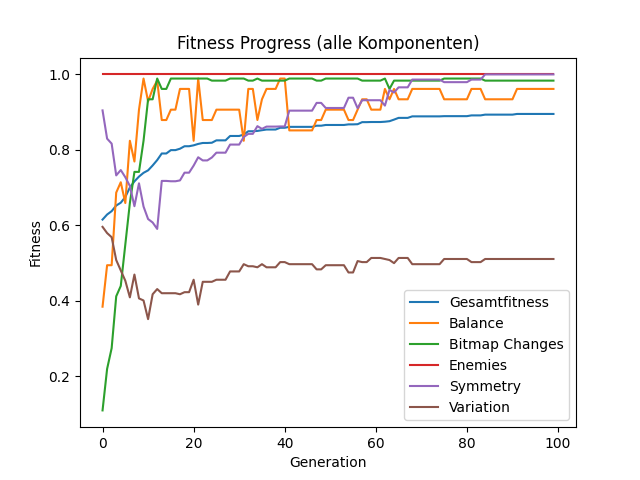 Fitness Progress (alle Komponenten)
Fitness
1.0
0.8
0.6
0.4
0.2
0
20
40
60
80
100
Generation
Gesamtfitness
Balance
Bitmap Changes
Enemies
Symmetry
Variation